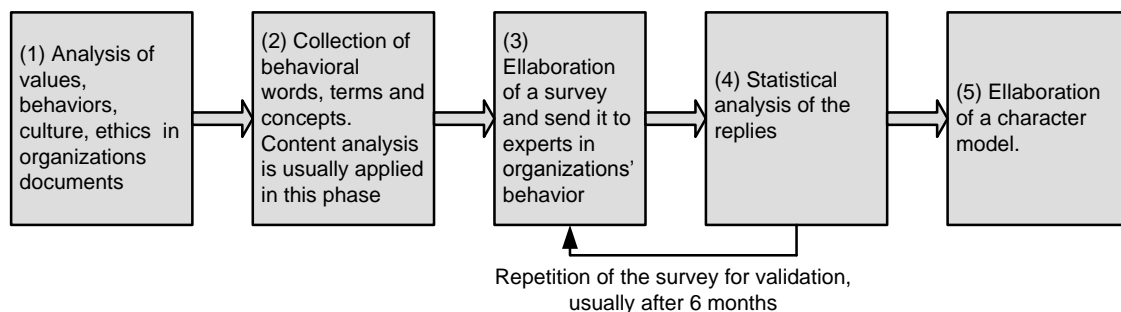 (1) Analysis of
values,
behaviors,
culture, ethics in
organizations
documents
(2) Collection of
behavioral
words, terms and
concepts.
Content analysis
is usually applied
in this phase
(3)
Ellaboration
of a survey
and send it to
experts in
organizations’
behavior
(4) Statistical
analysis of the
replies
(5) Ellaboration
of a character
model.
Repetition of the survey for validation,
usually after 6 months